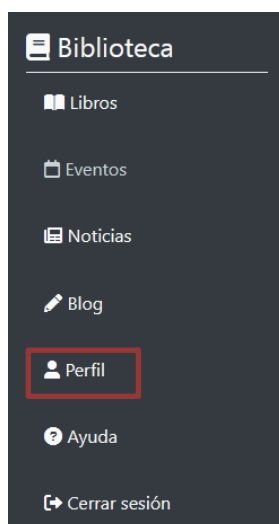 Biblioteca
Libros
Eventos
Noticias
Blog
Perfil
Ayuda
Cerrar sesión